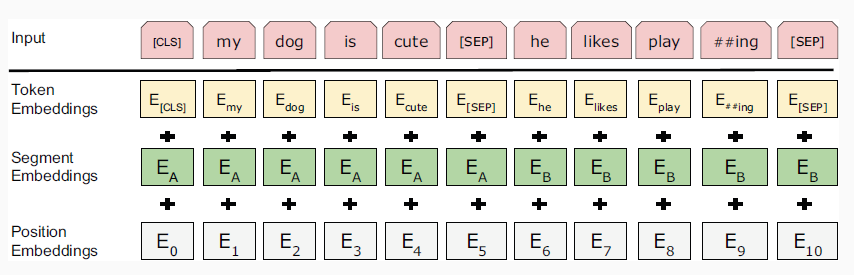 Input [CLS] my dog is cute [SEP] he likes play ##ing [SEP]
Token Embeddings E[CLS] Emy Edog Eis Ecute E[SEP] Ehe Elikes Eplay E##ing E[SEP]
+ + + + + + + + + + +
Segment Embeddings EA EA EA EA EA EA EB EB EB EB EB
+ + + + + + + + + + +
Position Embeddings E0 E1 E2 E3 E4 E5 E6 E7 E8 E9 E10